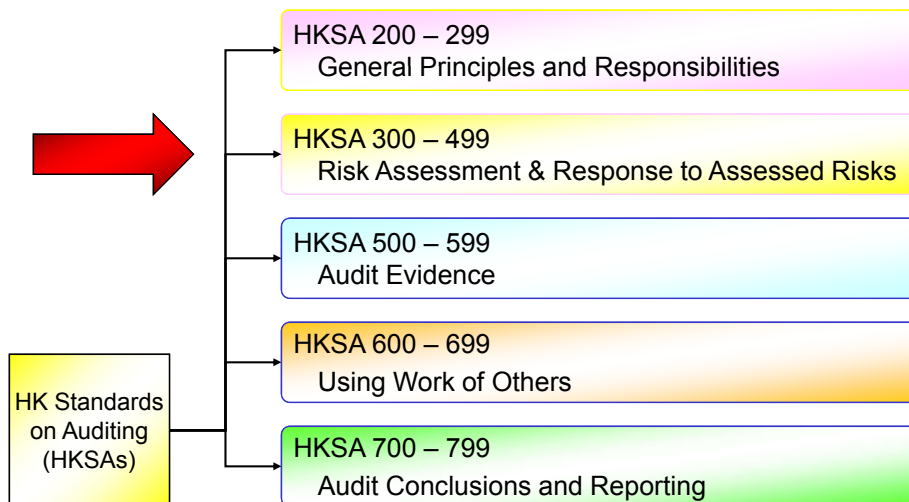 HKSA 200 – 299
General Principles and Responsibilities
HKSA 300 – 499
Risk Assessment & Response to Assessed Risks
HKSA 500 – 599
Audit Evidence
HKSA 600 – 699
Using Work of Others
HK Standards
on Auditing
(HKSAs)
HKSA 700 – 799
Audit Conclusions and Reporting